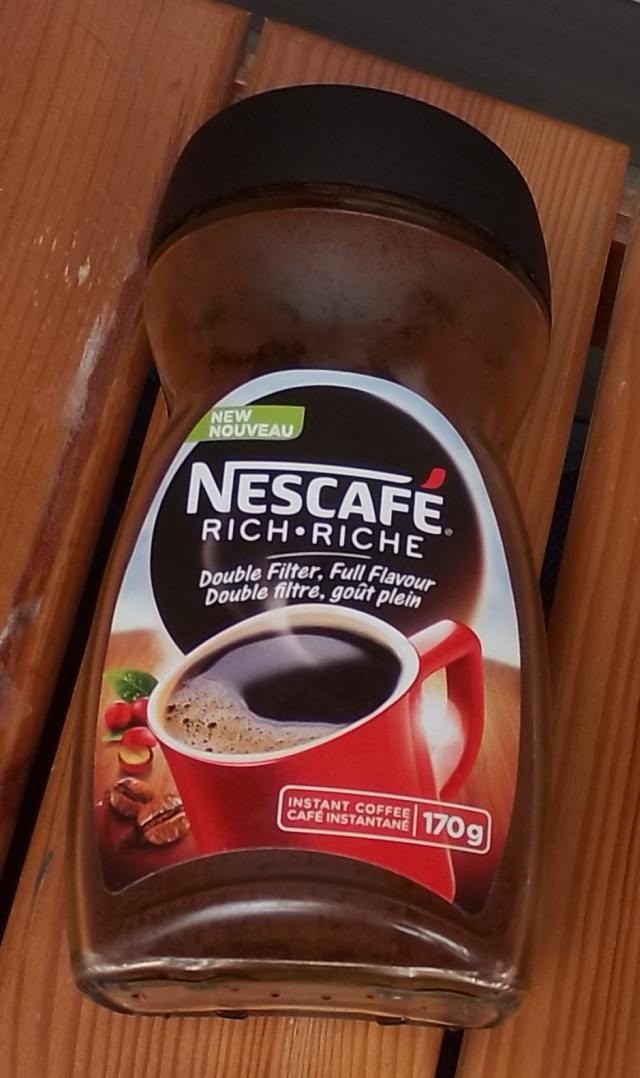 NEW
NOUVEAU
NESCAFÉ®
RICH•RICHE
Double Filter, Full Flavour
Double filtre, goût plein
INSTANT COFFEE
CAFÉ INSTANTANÉ
170g